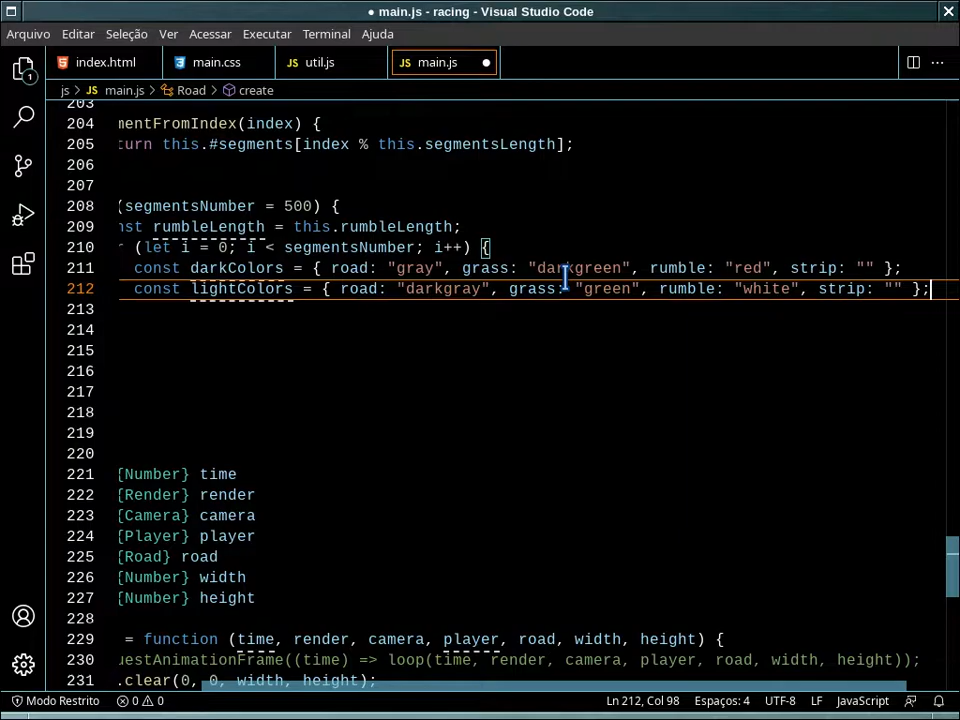 ● main.js - racing - Visual Studio Code
Arquivo Editar Seleção Ver Acessar Executar Terminal Ajuda
index.html main.css JS util.js JS main.js ●
js > JS main.js > Road > create
203
204 mentFromIndex(index) {
205 turn this.#segments[index % this.segmentsLength];
206
207
208 (segmentsNumber = 500) {
209 nst rumbleLength = this.rumbleLength;
210 r (let i = 0; i < segmentsNumber; i++) {
211 const darkColors = { road: "gray", grass: "darkgreen", rumble: "red", strip: "" };
212 const lightColors = { road: "darkgray", grass: "green", rumble: "white", strip: "" };
213
214
215
216
217
218
219
220
221 {Number} time
222 {Render} render
223 {Camera} camera
224 {Player} player
225 {Road} road
226 {Number} width
227 {Number} height
228
229 = function (time, render, camera, player, road, width, height) {
230 uestAnimationFrame((time) => loop(time, render, camera, player, road, width, height));
231 .clear(0, 0, width, height);
1
Modo Restrito 0 0 Ln 212, Col 98 Espaços: 4 UTF-8 LF JavaScript